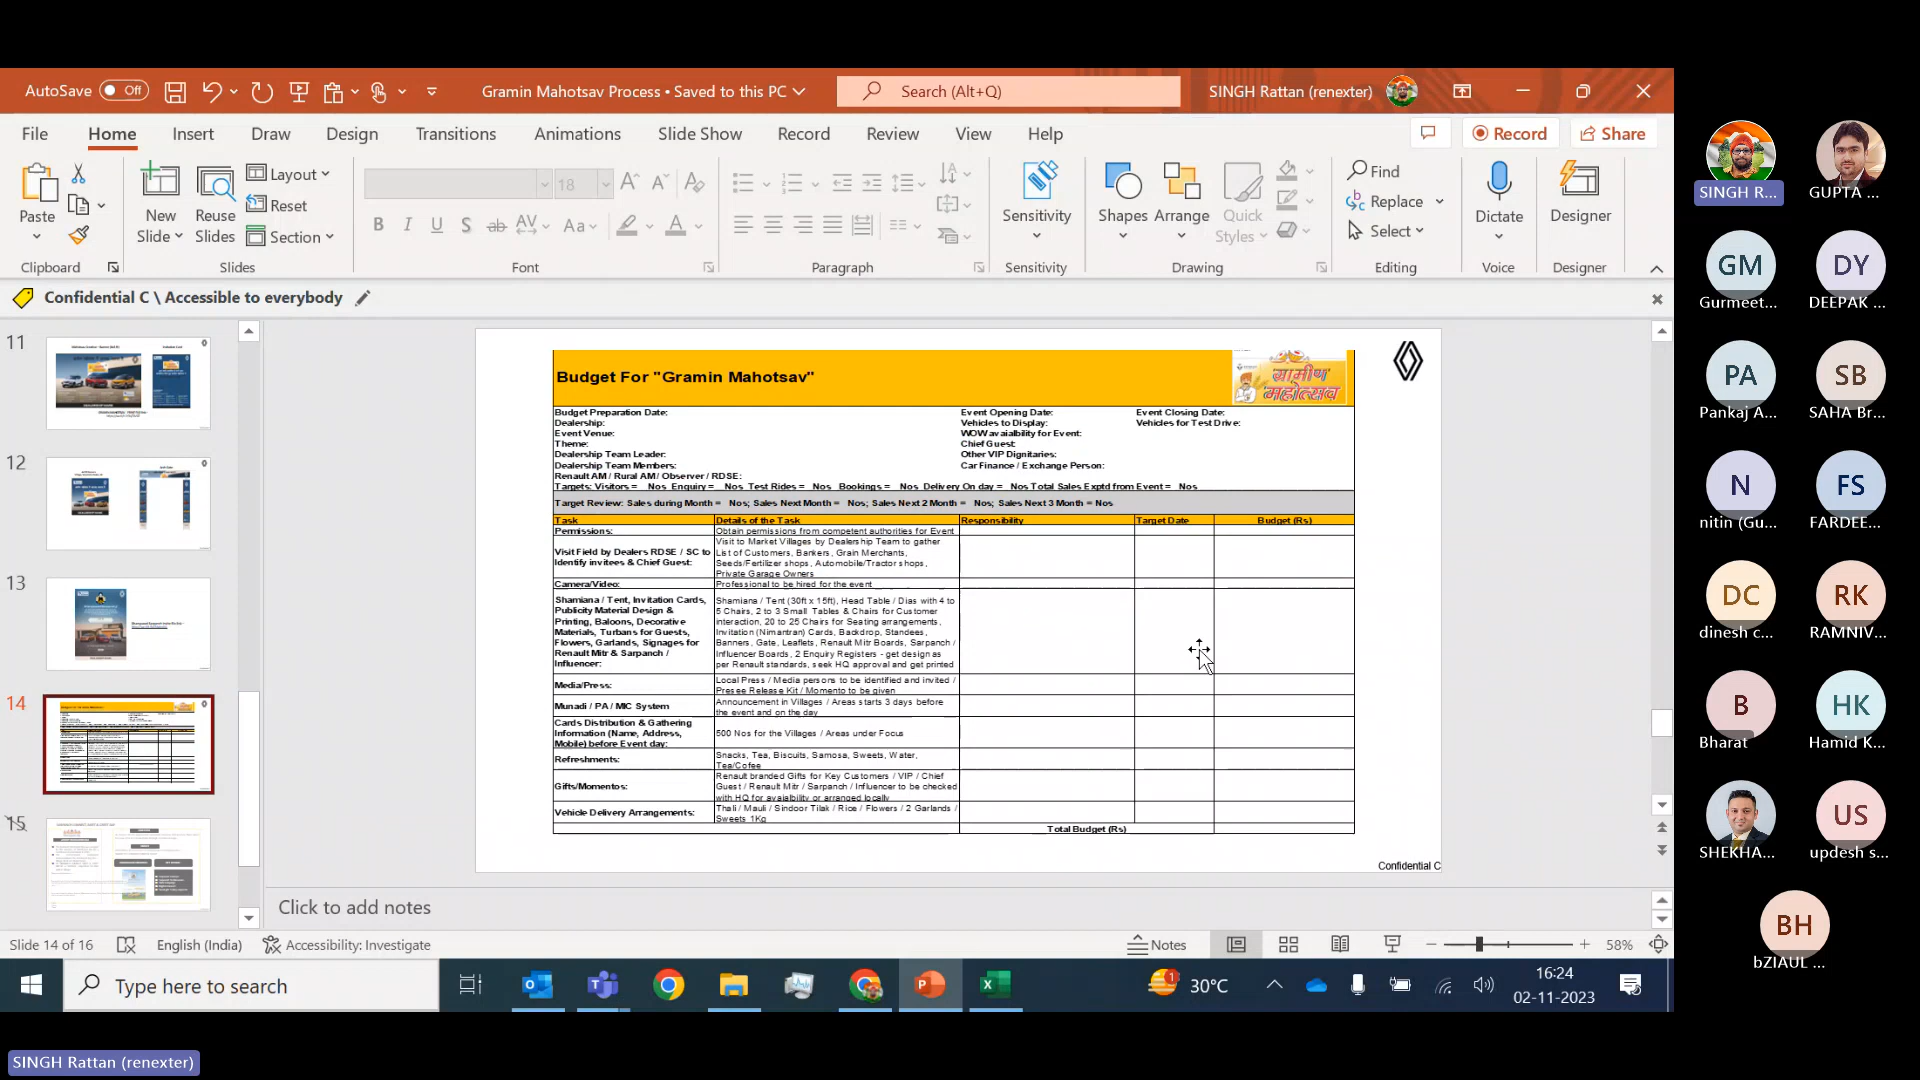 AutoSave Off
Gramin Mahotsav Process • Saved to this PC
Search (Alt+Q)
SINGH Rattan (renexter)
File Home Insert Draw Design Transitions Animations Slide Show Record Review View Help
Record Share
Paste
Clipboard
New Slide
Reuse Slides
Layout
Reset
Section
Slides
18
Font
Paragraph
Sensitivity
Sensitivity
Shapes Arrange Quick Styles
Drawing
Find
Replace
Select
Editing
Dictate
Voice
Designer
Designer
Confidential C \ Accessible to everybody
11
12
13
14
15
Budget For "Gramin Mahotsav"
ग्रामीण
महोत्सव
Budget Preparation Date: Event Opening Date: Event Closing Date:
Dealership: Vehicles to Display: Vehicles for Test Drive:
Event Venue: WOW avaialbility for Event:
Theme: Chief Guest:
Dealership Team Leader: Other VIP Dignitaries:
Dealership Team Members: Car Finance / Exchange Person:
Renault AM / Rural AM/ Observer / RDSE:
Targets: Visitors = Nos Enquiry = Nos Test Rides = Nos Bookings = Nos Delivery On day = Nos Total Sales Exptd from Event = Nos
Target Review: Sales during Month = Nos; Sales Next Month = Nos; Sales Next 2 Month = Nos; Sales Next 3 Month = Nos
Task Details of the Task Responsibility Target Date Budget (Rs)
Permissions: Obtain permissions from competent authorities for Event
Visit Field by Dealers RDSE / SC to
Identify invitees & Chief Guest:
Visit to Market Villages by Dealership Team to gather
List of Customers, Bankers, Grain Merchants,
Seeds/Fertilizer shops, Automobile/Tractor shops,
Private Garage Owners
Camera/Video: Professional to be hired for the event
Shamiana / Tent, Invitation Cards,
Publicity Material Design &
Printing, Baloons, Decorative
Materials, Turbans for Guests,
Flowers, Garlands, Signages for
Renault Mitr & Sarpanch /
Influencer:
Shamiana / Tent (30ft x 15ft), Head Table / Dias with 4 to
5 Chairs, 2 to 3 Small Tables & Chairs for Customer
interaction, 20 to 25 Chairs for Seating arrangements,
Invitation (Nimantran) Cards, Backdrop, Standees,
Banners, Gate, Leaflets, Renault Mitr Boards, Sarpanch /
Influencer Boards, 2 Enquiry Registers - get design as
per Renault standards, seek HQ approval and get printed
Media/Press:
Local Press / Media persons to be identified and invited /
Presee Release Kit / Momento to be given
Munadi / PA / MIC System
Announcement in Villages / Areas starts 3 days before
the event and on the day
Cards Distribution & Gathering
Information (Name, Address,
Mobile) before Event day:
500 Nos for the Villages / Areas under Focus
Refreshments:
Snacks, Tea, Biscuits, Samosa, Sweets, Water,
Tea/Cofee
Gifts/Momentos:
Renault branded Gifts for Key Customers / VIP / Chief
Guest / Renault Mitr / Sarpanch / Influencer to be checked
with HQ for avaialbility or arranged locally
Vehicle Delivery Arrangements:
Thali / Mauli / Sindoor Tilak / Rice / Flowers / 2 Garlands /
Sweets 1Kg
Total Budget (Rs)
Confidential C
Click to add notes
Slide 14 of 16 English (India) Accessibility: Investigate Notes 58%
Type here to search
1 30°C
16:24
02-11-2023
SINGH R...
GUPTA ...
GM
Gurmeet...
DY
DEEPAK ...
PA
Pankaj A...
SB
SAHA Br...
N
nitin (Gu...
FS
FARDEE...
DC
dinesh c...
RK
RAMNIV...
B
Bharat
HK
Hamid K...
SHEKHA...
US
updesh s...
BH
bZIAUL ...
SINGH Rattan (renexter)